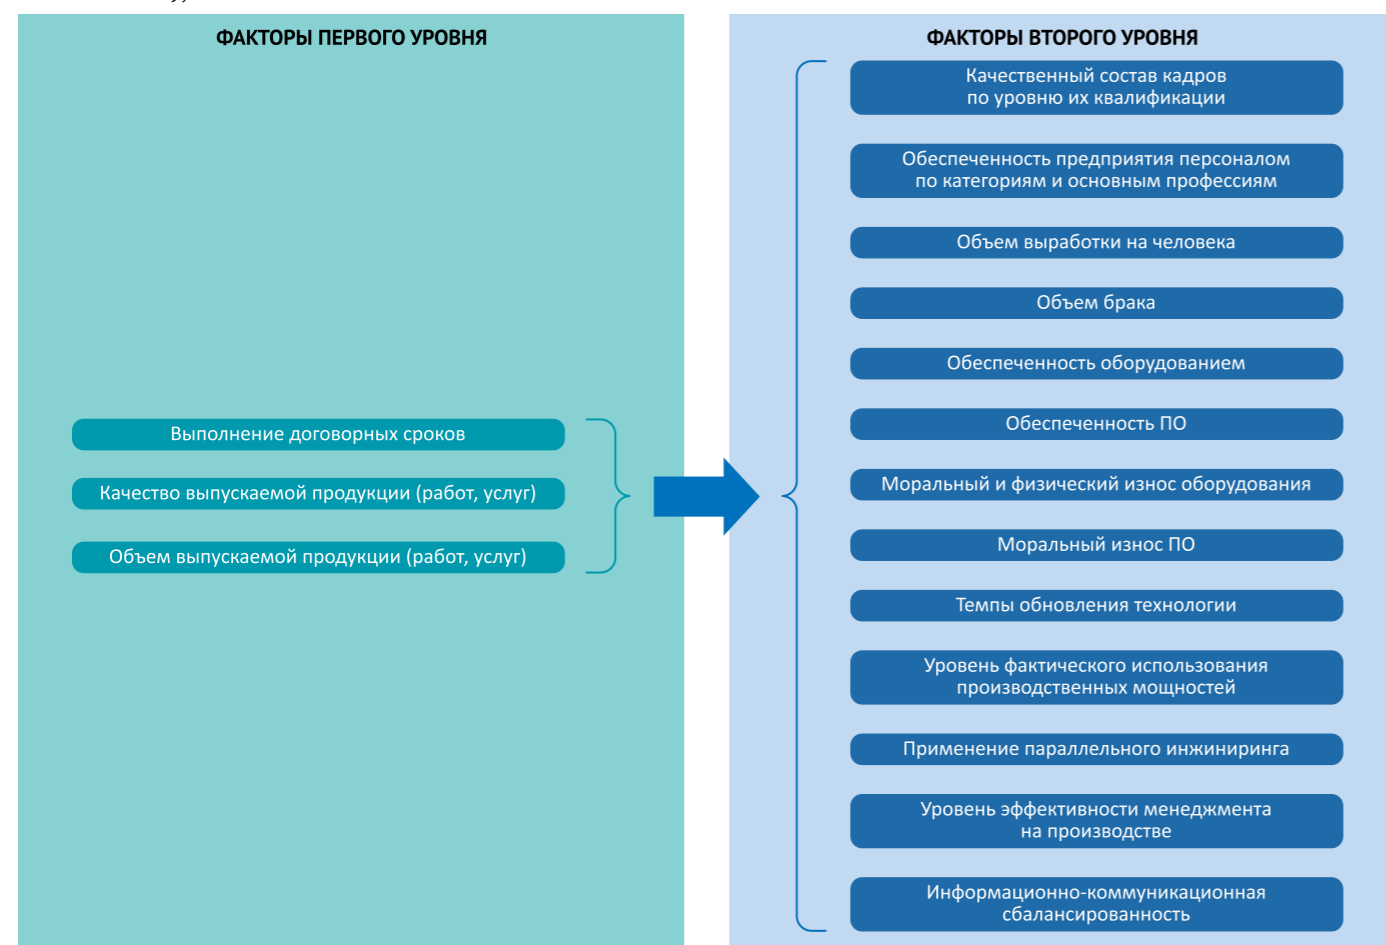 ФАКТОРЫ ПЕРВОГО УРОВНЯ
Выполнение договорных сроков
Качество выпускаемой продукции (работ, услуг)
Объем выпускаемой продукции (работ, услуг)
ФАКТОРЫ ВТОРОГО УРОВНЯ
Качественный состав кадров
по уровню их квалификации
Обеспеченность предприятия персоналом
по категориям и основным профессиям
Объем выработки на человека
Объем брака
Обеспеченность оборудованием
Обеспеченность ПО
Моральный и физический износ оборудования
Моральный износ ПО
Темпы обновления технологии
Уровень фактического использования
производственных мощностей
Применение параллельного инжиниринга
Уровень эффективности менеджмента
на производстве
Информационно-коммуникационная
сбалансированность